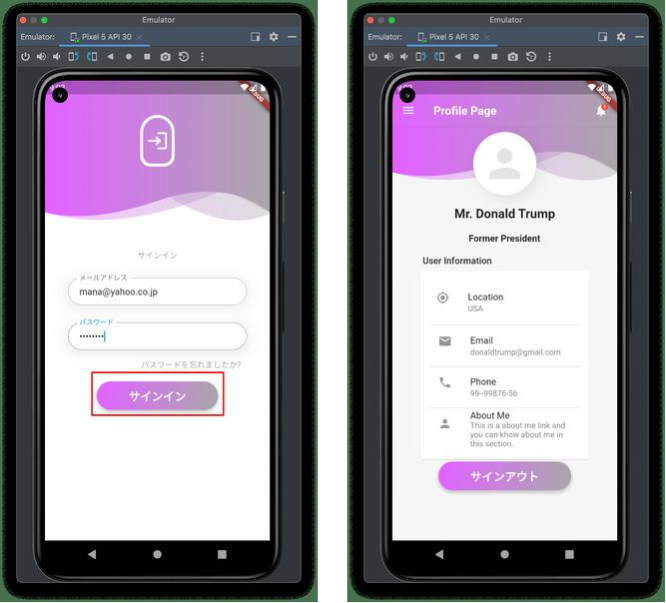 Emulator
Emulator:
Pixel 5 API 30
サインイン
メールアドレス
mana@yahoo.co.jp
パスワード
••••••••
パスワードを忘れましたか?
サインイン
Emulator
Emulator:
Pixel 5 API 30
Profile Page
Mr. Donald Trump
Former President
User Information
Location
USA
Email
donaldtrump@gmail.com
Phone
99--99876-56
About Me
This is a about me link and
you can khow about me in
this section.
サインアウト